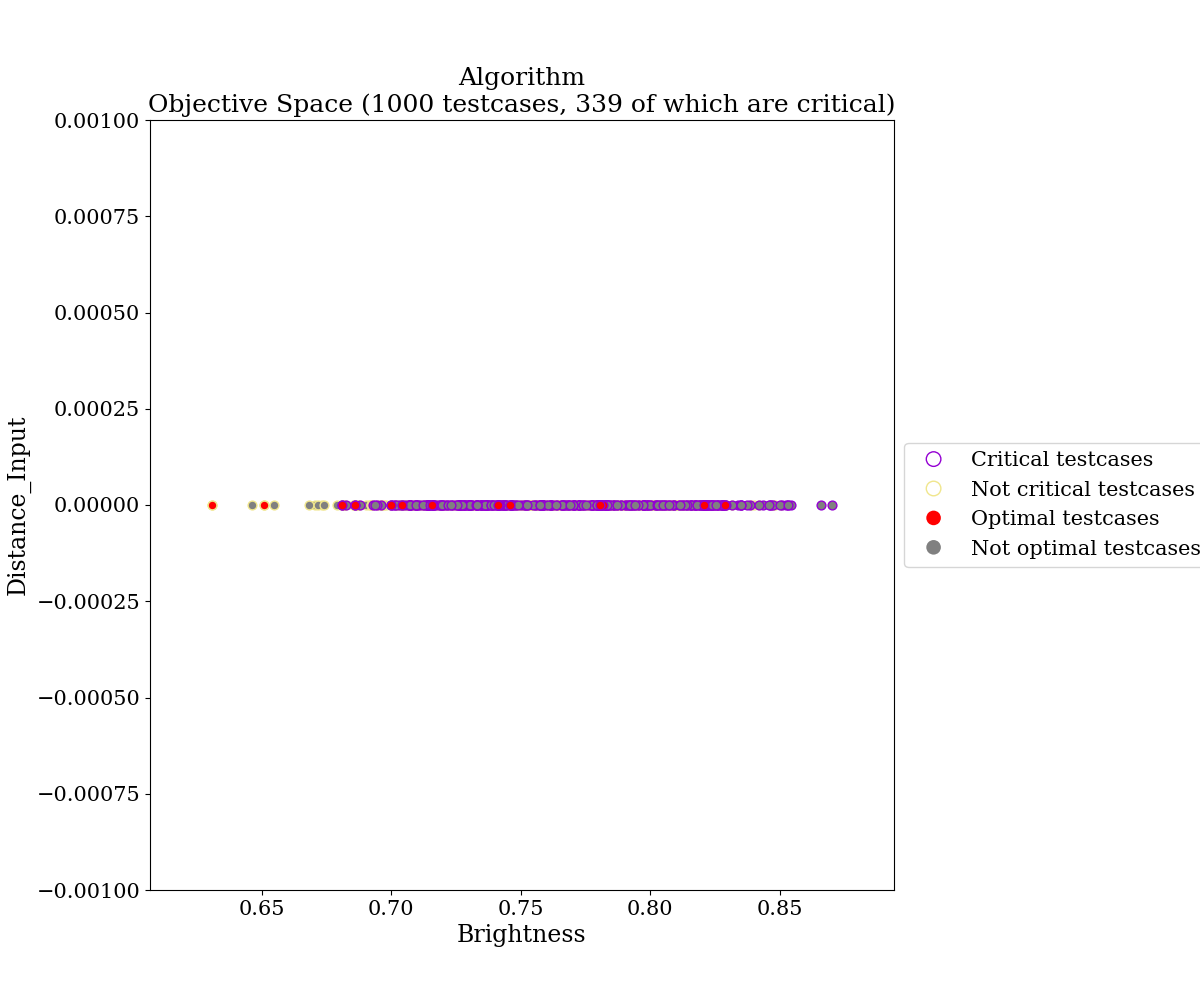 Algorithm
Objective Space (1000 testcases, 339 of which are critical)
0.00100
0.00075
0.00050
0.00025
0.00000
−0.00025
−0.00050
−0.00075
−0.00100
Distance_Input
0.65
0.70
0.75
0.80
0.85
Brightness
Critical testcases
Not critical testcases
Optimal testcases
Not optimal testcases